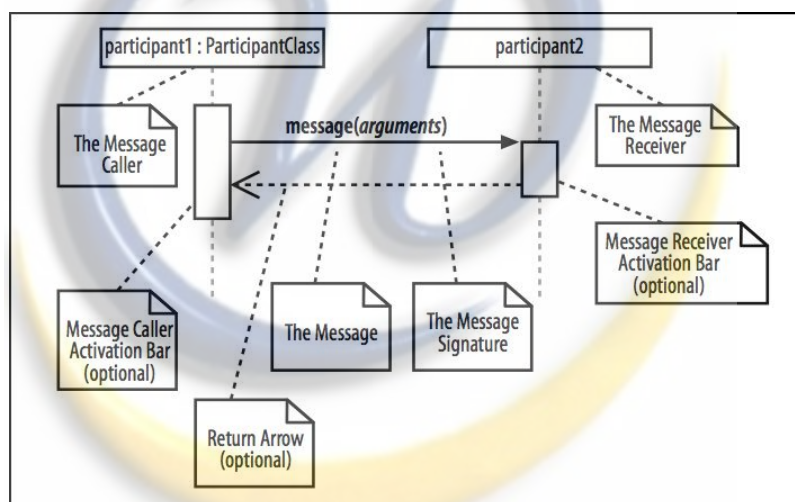 participant1 : ParticipantClass
participant2
The Message
Caller
message(arguments)
The Message
Receiver
Message Caller
Activation Bar
(optional)
The Message
The Message
Signature
Message Receiver
Activation Bar
(optional)
Return Arrow
(optional)